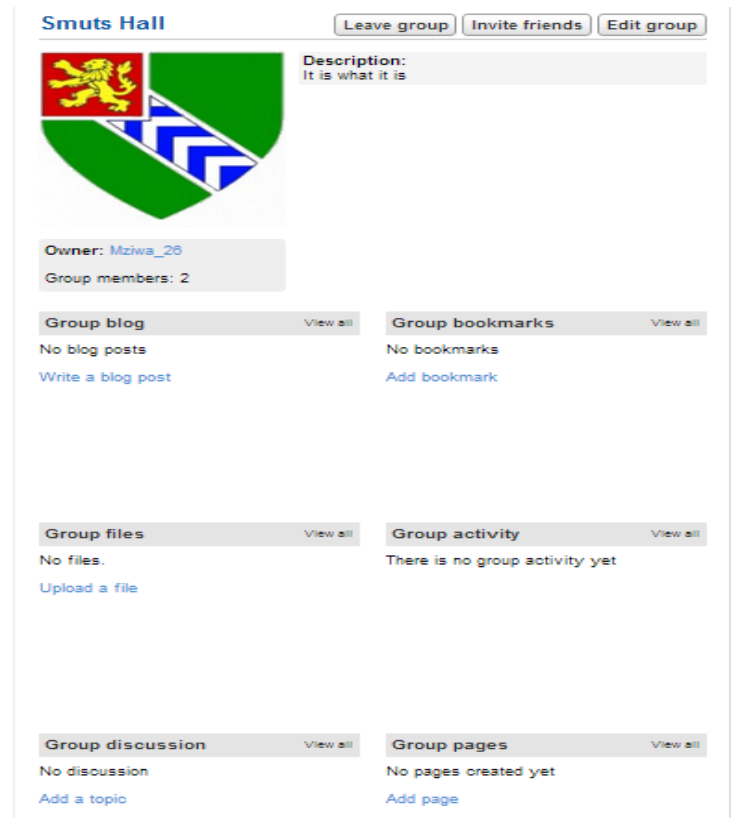 Smuts Hall Leave group Invite friends Edit group
Description:
It is what it is
Owner: Mziwa_26
Group members: 2
Group blog View all
No blog posts
Write a blog post
Group bookmarks View all
No bookmarks
Add bookmark
Group files View all
No files.
Upload a file
Group activity View all
There is no group activity yet
Group discussion View all
No discussion
Add a topic
Group pages View all
No pages created yet
Add page